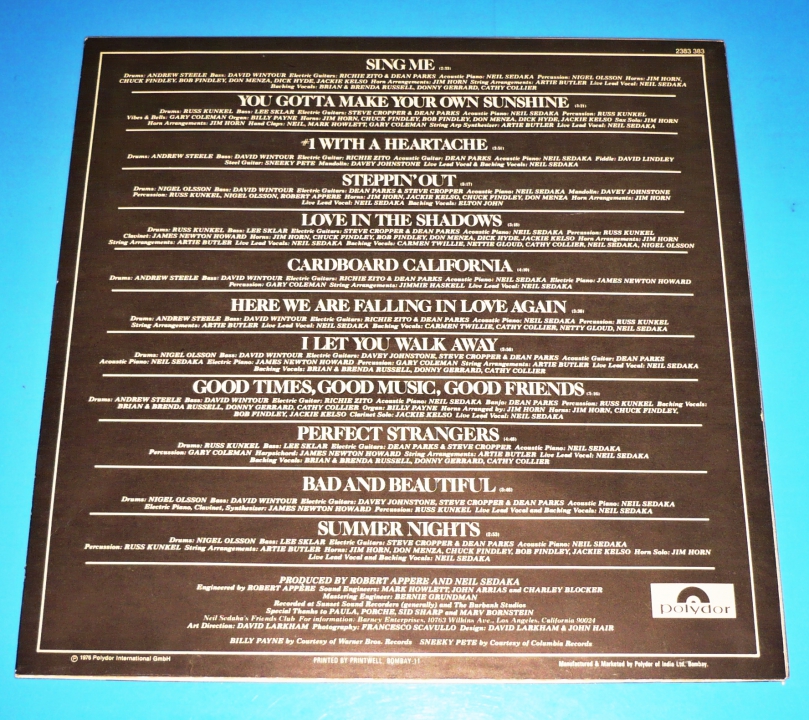 2383 383
SING ME
Drums: ANDREW STEELE Bass: DAVID WINTOUR Electric Guitars: RICHIE ZITO & DEAN PARKS Acoustic Piano: NEIL SEDAKA Percussion: NIGEL OLSSON Horns: JIM HORN,
CHUCK FINDLEY, BOB FINDLEY, DON MENZA, DICK HYDE, JACKIE KELSO Horn Arrangements: JIM HORN String Arrangements: ARTIE BUTLER Live Lead Vocal: NEIL SEDAKA
Backing Vocals: BRIAN & BRENDA RUSSELL, DONNY GERRARD, CATHY COLLIER
YOU GOTTA MAKE YOUR OWN SUNSHINE
Drums: RUSS KUNKEL Bass: LEE SKLAR Electric Guitars: STEVE CROPPER & DEAN PARKS Acoustic Piano: NEIL SEDAKA Percussion: RUSS KUNKEL
Vibes & Bells: GARY COLEMAN Organ: BILLY PAYNE Horns: JIM HORN, CHUCK FINDLEY, BOB FINDLEY, DON MENZA, DICK HYDE, JACKIE KELSO Sax Solo: JIM HORN
Horn Arrangements: JIM HORN Hand Claps: NEIL, MARK HOWLETT, GARY COLEMAN String Arp Synthesizer: ARTIE BUTLER Live Lead Vocal: NEIL SEDAKA
#1 WITH A HEARTACHE
Drums: ANDREW STEELE Bass: DAVID WINTOUR Electric Guitar: RICHIE ZITO Acoustic Guitar: DEAN PARKS Acoustic Piano: NEIL SEDAKA Fiddle: DAVID LINDLEY
Steel Guitar: SNEEKY PETE Mandolin: DAVEY JOHNSTONE Live Lead Vocal & Backing Vocals: NEIL SEDAKA
STEPPIN' OUT
Drums: NIGEL OLSSON Bass: DAVID WINTOUR Electric Guitars: DEAN PARKS & STEVE CROPPER Acoustic Piano: NEIL SEDAKA Mandolin: DAVEY JOHNSTONE
Percussion: RUSS KUNKEL, NIGEL OLSSON, ROBERT APPERE Horns: JIM HORN, JACKIE KELSO, CHUCK FINDLEY, DON MENZA Horn Arrangements: JIM HORN
Live Lead Vocal: NEIL SEDAKA Backing Vocals: ELTON JOHN
LOVE IN THE SHADOWS
Drums: RUSS KUNKEL Bass: LEE SKLAR Electric Guitars: STEVE CROPPER & DEAN PARKS Acoustic Piano: NEIL SEDAKA Percussion: RUSS KUNKEL
Clavinet: JAMES NEWTON HOWARD Horns: JIM HORN, CHUCK FINDLEY, BOB FINDLEY, DON MENZA, DICK HYDE, JACKIE KELSO Horn Arrangements: JIM HORN
String Arrangements: ARTIE BUTLER Live Lead Vocals: NEIL SEDAKA Backing Vocals: CARMEN TWILLIE, NETTIE GLOUD, CATHY COLLIER, NEIL SEDAKA, NIGEL OLSSON
CARDBOARD CALIFORNIA
Drums: ANDREW STEELE Bass: DAVID WINTOUR Electric Guitars: RICHIE ZITO & DEAN PARKS Acoustic Piano: NEIL SEDAKA Electric Piano: JAMES NEWTON HOWARD
Percussion: GARY COLEMAN String Arrangements: JIMMIE HASKELL Live Lead Vocal: NEIL SEDAKA
HERE WE ARE FALLING IN LOVE AGAIN
Drums: ANDREW STEELE Bass: DAVID WINTOUR Electric Guitars: RICHIE ZITO & DEAN PARKS Acoustic Piano: NEIL SEDAKA Percussion: RUSS KUNKEL
String Arrangements: ARTIE BUTLER Live Lead Vocal: NEIL SEDAKA Backing Vocals: CARMEN TWILLIE, CATHY COLLIER, NETTY GLOUD, NEIL SEDAKA
I LET YOU WALK AWAY
Drums: NIGEL OLSSON Bass: DAVID WINTOUR Electric Guitars: DAVEY JOHNSTONE, STEVE CROPPER & DEAN PARKS Acoustic Guitar: DEAN PARKS
Acoustic Piano: NEIL SEDAKA Electric Piano: JAMES NEWTON HOWARD Percussion: GARY COLEMAN String Arrangements: ARTIE BUTLER Live Lead Vocal: NEIL SEDAKA
Backing Vocals: BRIAN & BRENDA RUSSELL, DONNY GERRARD, CATHY COLLIER
GOOD TIMES, GOOD MUSIC, GOOD FRIENDS
Drums: ANDREW STEELE Bass: DAVID WINTOUR Electric Guitar: RICHIE ZITO Acoustic Piano: NEIL SEDAKA Banjo: DEAN PARKS Percussion: RUSS KUNKEL Backing Vocals:
BRIAN & BRENDA RUSSELL, DONNY GERRARD, CATHY COLLIER Organ: BILLY PAYNE Horns Arranged by: JIM HORN Horns: JIM HORN, CHUCK FINDLEY,
BOB FINDLEY, JACKIE KELSO Clarinet Solo: JACKIE KELSO Live Lead Vocal: NEIL SEDAKA
PERFECT STRANGERS
Drums: RUSS KUNKEL Bass: LEE SKLAR Electric Guitars: DEAN PARKS & STEVE CROPPER Acoustic Piano: NEIL SEDAKA
Percussion: GARY COLEMAN Harpsichord: JAMES NEWTON HOWARD String Arrangements: ARTIE BUTLER Live Lead Vocal: NEIL SEDAKA
Backing Vocals: BRIAN & BRENDA RUSSELL, DONNY GERRARD, CATHY COLLIER
BAD AND BEAUTIFUL
Drums: NIGEL OLSSON Bass: DAVID WINTOUR Electric Guitars: DAVEY JOHNSTONE, STEVE CROPPER & DEAN PARKS Acoustic Piano: NEIL SEDAKA
Electric Piano, Clavinet, Synthesizer: JAMES NEWTON HOWARD Percussion: RUSS KUNKEL Live Lead Vocal and Backing Vocals: NEIL SEDAKA
SUMMER NIGHTS
Drums: NIGEL OLSSON Bass: LEE SKLAR Electric Guitars: STEVE CROPPER & DEAN PARKS Acoustic Piano: NEIL SEDAKA
Percussion: RUSS KUNKEL String Arrangements: ARTIE BUTLER Horns: JIM HORN, DON MENZA, CHUCK FINDLEY, BOB FINDLEY, JACKIE KELSO Horn Solo: JIM HORN
Live Lead Vocal and Backing Vocals: NEIL SEDAKA
PRODUCED BY ROBERT APPERE AND NEIL SEDAKA
Engineered by ROBERT APPÈRE Sound Engineers: MARK HOWLETT, JOHN ARRIAS and CHARLEY BLOCKER
Mastering Engineer: BERNIE GRUNDMAN
Recorded at Sunset Sound Recorders (generally) and The Burbank Studios
Special Thanks to PAULA, PORCHE, SID SHARP and MARY BORNSTEIN
Neil Sedaka's Friends Club For information: Barney Enterprises, 10763 Wilkins Ave., Los Angeles, California 90024
Art Direction: DAVID LARKHAM Photography: FRANCESCO SCAVULLO Design: DAVID LARKHAM & JOHN HAIR
BILLY PAYNE by Courtesy of Warner Bros. Records SNEEKY PETE by Courtesy of Columbia Records
polydor
℗ 1976 Polydor International GmbH
PRINTED BY PRINTWELL, BOMBAY-11
Manufactured & Marketed by Polydor of India Ltd. Bombay.